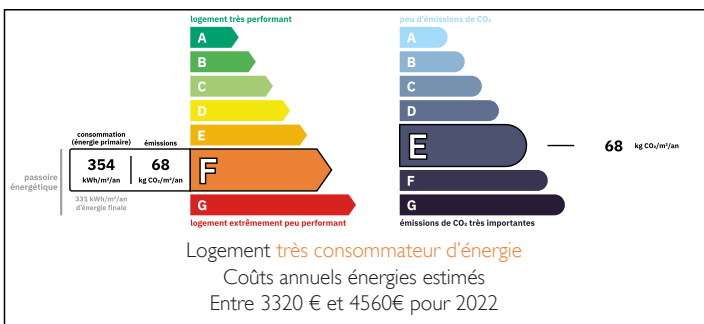 logement très performant
A
B
C
D
E
consommation
(énergie primaire)
émissions
354
kWh/m²/an
68
kg CO₂/m²/an
F
passoire
énergétique
331 kWh/m²/an
d'énergie finale
G
logement extrêmement peu performant
peu d'émissions de CO₂
A
B
C
D
E
68 kg CO₂/m²/an
F
G
émissions de CO₂ très importantes
Logement très consommateur d'énergie
Coûts annuels énergies estimés
Entre 3320 € et 4560€ pour 2022